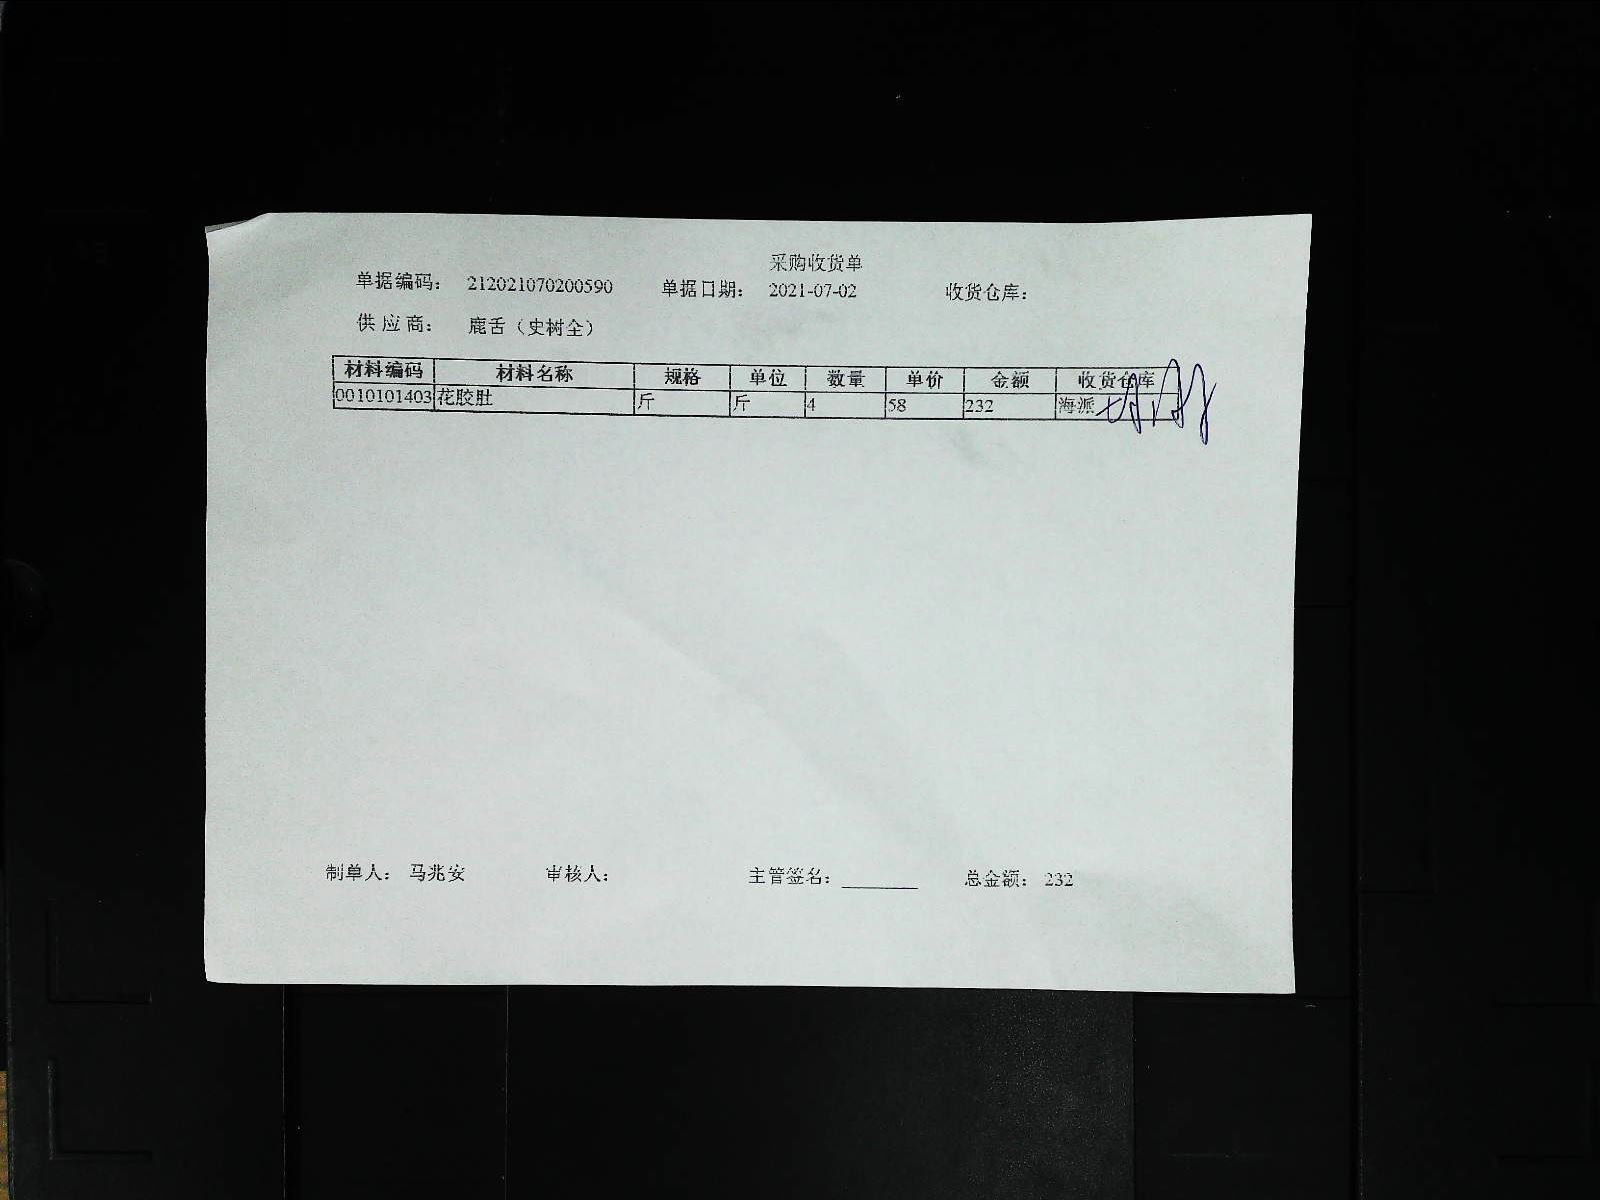 采购收货单
单据编码： 212021070200590 单据日期： 2021-07-02 收货仓库：
供 应 商： 鹿舌（史树全）
材料编码 材料名称 规格 单位 数量 单价 金额 收货仓库
0010101403 花胶肚 斤 斤 4 58 232 海派
制单人： 马兆安 审核人： 主管签名： 总金额： 232